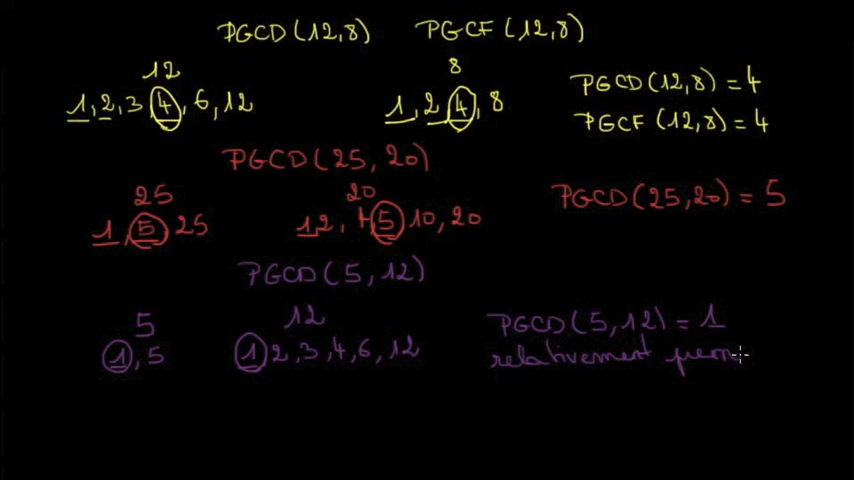 PGCD(12,8) PGCF(12,8)
12 8
1,2,3,4,6,12 1,2,4,8 PGCD(12,8)=4
PGCF(12,8)=4
PGCD(25,20)
25 20
1,5,25 1,2,4,5,10,20 PGCD(25,20)=5
PGCD(5,12)
5 12 PGCD(5,12)=1
1,5 1 2,3,4,6,12 relativement prem